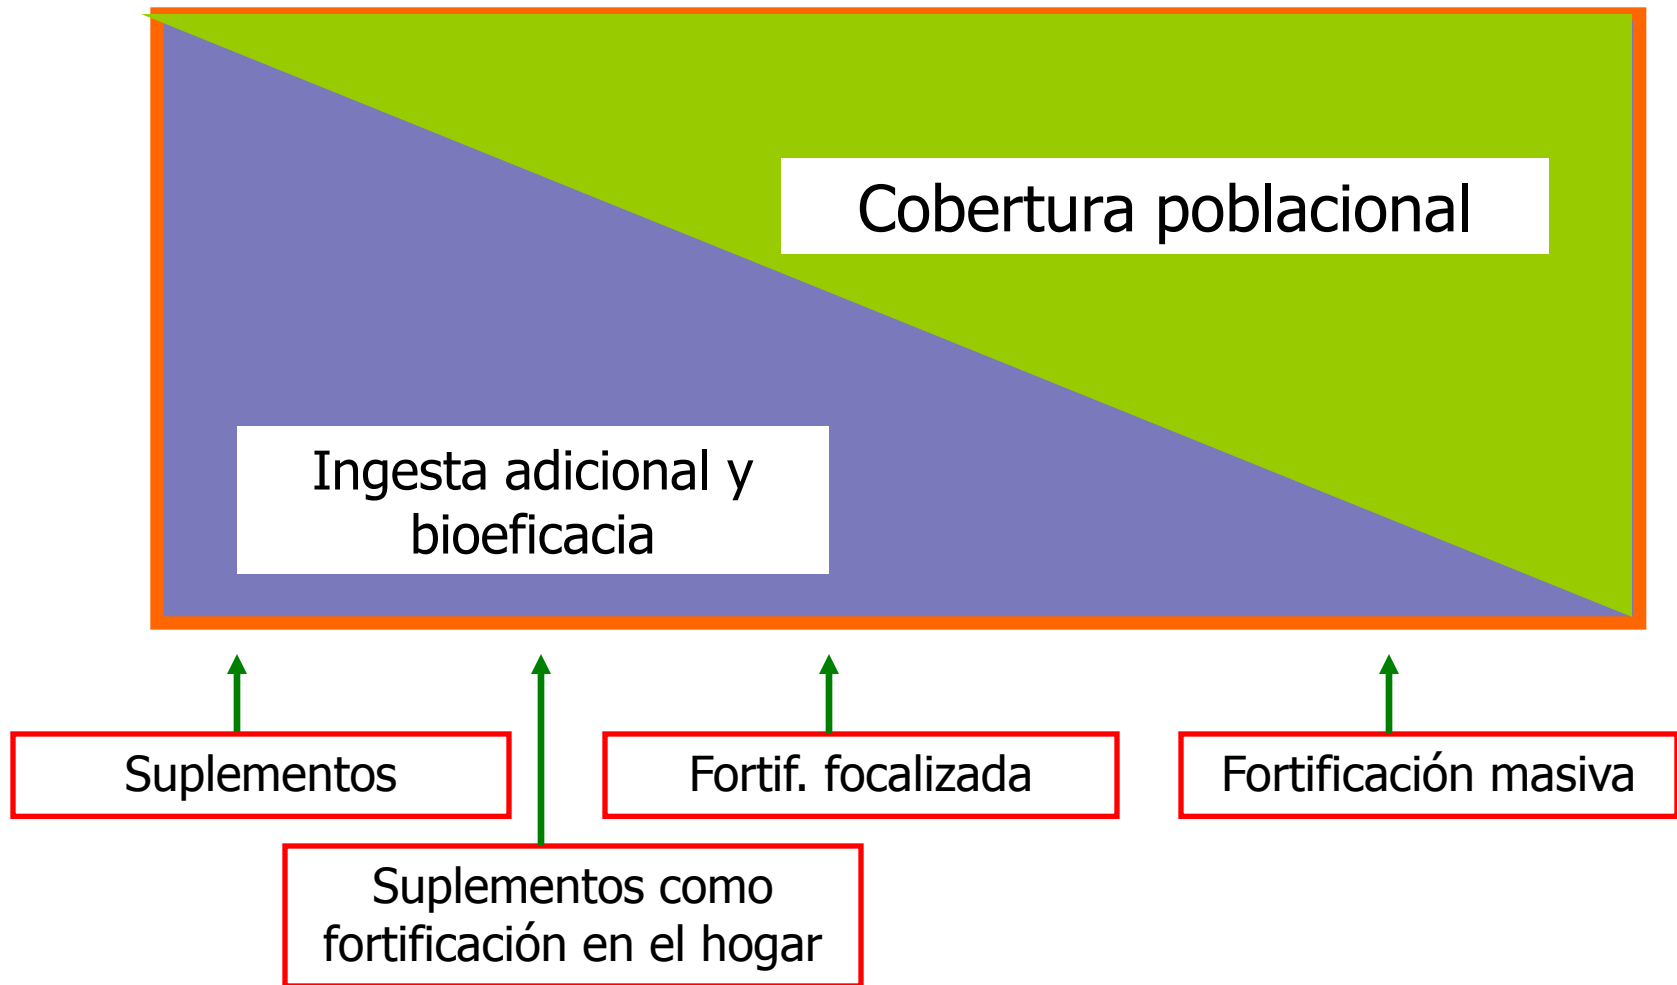 Cobertura poblacional
Ingesta adicional y
bioeficacia
Suplementos
Fortif. focalizada
Fortificación masiva
Suplementos como
fortificación en el hogar